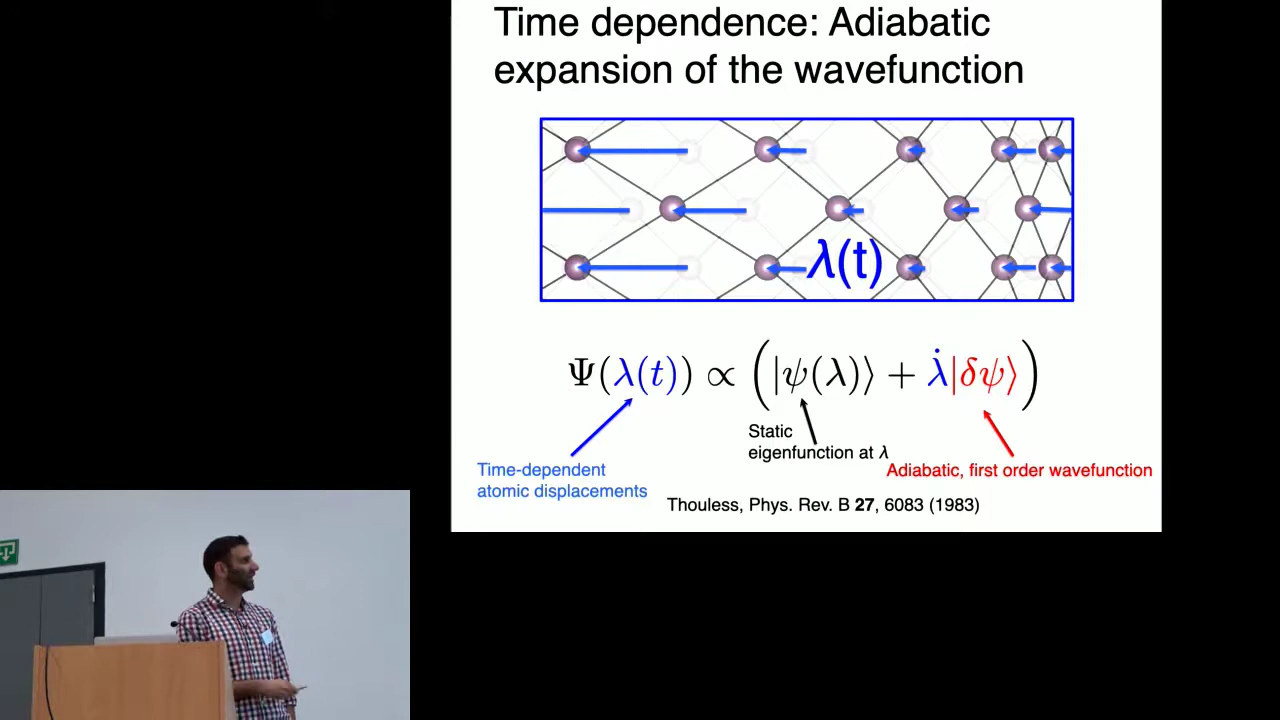 Time dependence: Adiabatic
expansion of the wavefunction
λ(t)
Ψ(λ(t)) ∝ (|ψ(λ)⟩ + λ̇|δψ⟩)
Static
eigenfunction at λ
Time-dependent
atomic displacements
Adiabatic, first order wavefunction
Thouless, Phys. Rev. B 27, 6083 (1983)